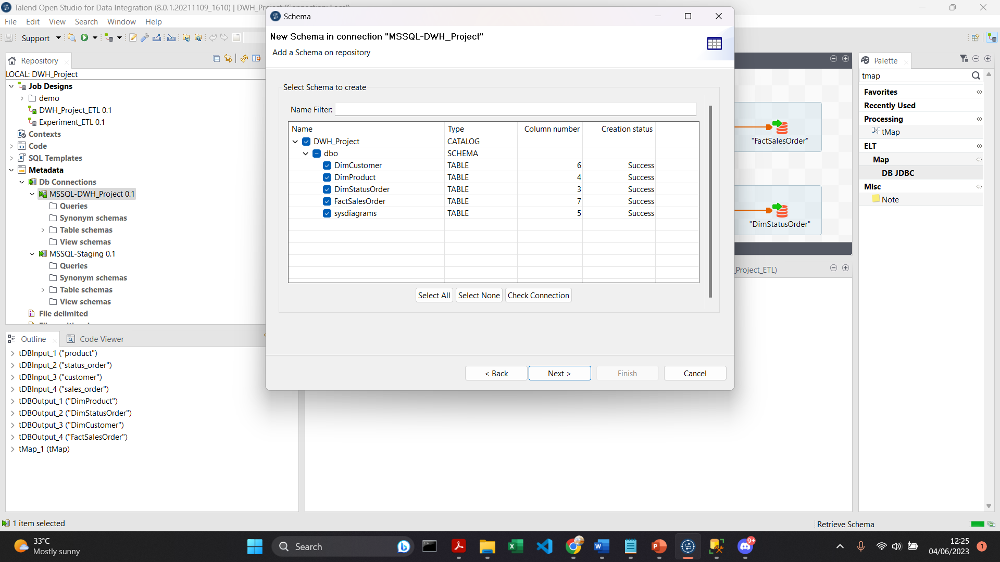 Talend Open Studio for Data Integration (8.0.1.20211109_1610) | DWH_Project (Connection: Local)
File Edit View Search Window Help
Support
Repository
LOCAL: DWH_Project
Job Designs
demo
DWH_Project_ETL 0.1
Experiment_ETL 0.1
Contexts
Code
SQL Templates
Metadata
Db Connections
MSSQL-DWH_Project 0.1
Queries
Synonym schemas
Table schemas
View schemas
MSSQL-Staging 0.1
Queries
Synonym schemas
Table schemas
View schemas
File delimited
Outline Code Viewer
tDBInput_1 ("product")
tDBInput_2 ("status_order")
tDBInput_3 ("customer")
tDBInput_4 ("sales_order")
tDBOutput_1 ("DimProduct")
tDBOutput_2 ("DimStatusOrder")
tDBOutput_3 ("DimCustomer")
tDBOutput_4 ("FactSalesOrder")
tMap_1 (tMap)
Schema
New Schema in connection "MSSQL-DWH_Project"
Add a Schema on repository
Select Schema to create
Name Filter:
Name Type Column number Creation status
DWH_Project CATALOG
dbo SCHEMA
DimCustomer TABLE 6 Success
DimProduct TABLE 4 Success
DimStatusOrder TABLE 3 Success
FactSalesOrder TABLE 7 Success
sysdiagrams TABLE 5 Success
Select All Select None Check Connection
< Back Next > Finish Cancel
"FactSalesOrder"
"DimStatusOrder"
_Project_ETL)
Palette
tmap
Favorites
Recently Used
Processing
tMap
ELT
Map
DB JDBC
Misc
Note
1 item selected
Retrieve Schema
33°C
Mostly sunny
Search
9+
12:25
04/06/2023
1